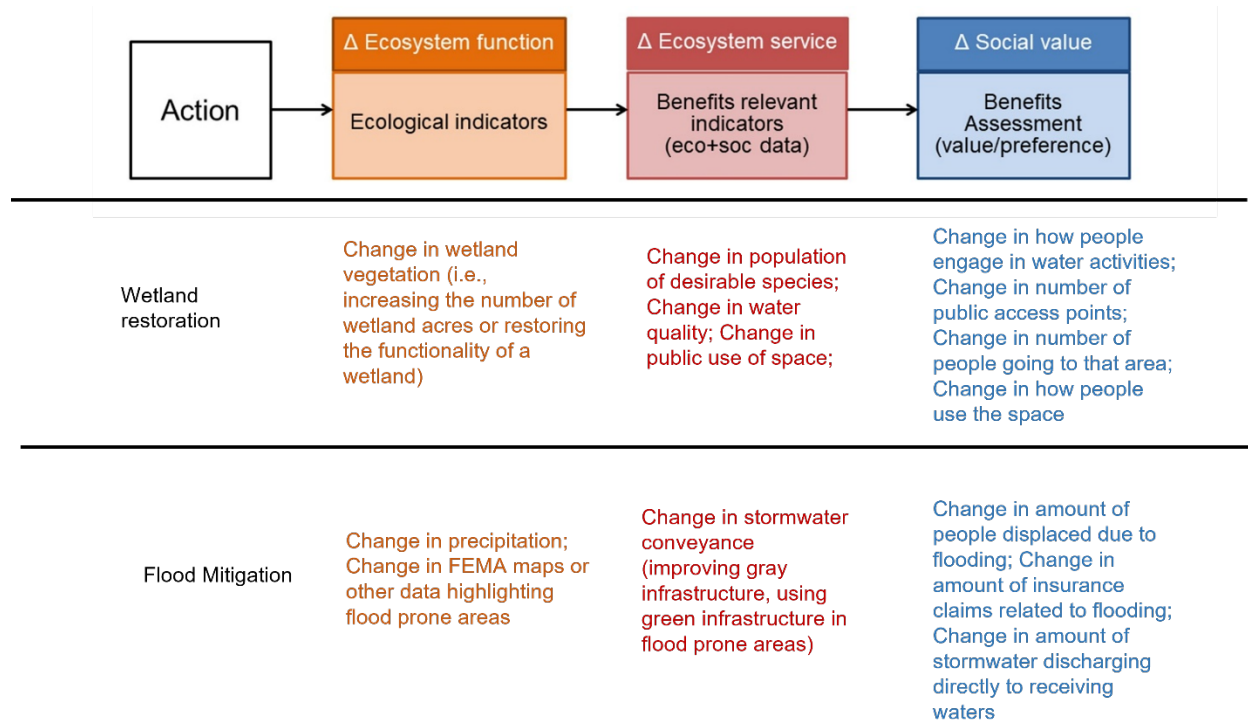 Action
Δ Ecosystem function
Ecological indicators
Δ Ecosystem service
Benefits relevant
indicators
(eco+soc data)
Δ Social value
Benefits
Assessment
(value/preference)
Wetland
restoration
Change in wetland
vegetation (i.e.,
increasing the number of
wetland acres or restoring
the functionality of a
wetland)
Change in population
of desirable species;
Change in water
quality; Change in
public use of space;
Change in how people
engage in water activities;
Change in number of
public access points;
Change in number of
people going to that area;
Change in how people
use the space
Flood Mitigation
Change in precipitation;
Change in FEMA maps or
other data highlighting
flood prone areas
Change in stormwater
conveyance
(improving gray
infrastructure, using
green infrastructure in
flood prone areas)
Change in amount of
people displaced due to
flooding; Change in
amount of insurance
claims related to flooding;
Change in amount of
stormwater discharging
directly to receiving
waters